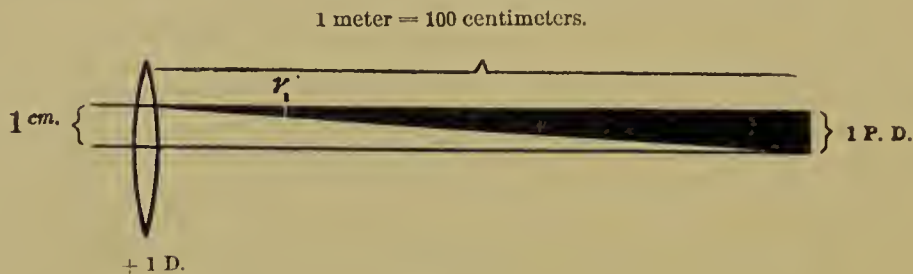 1 meter = 100 centimeters.
1 cm.
1 P. D.
+ 1 D.